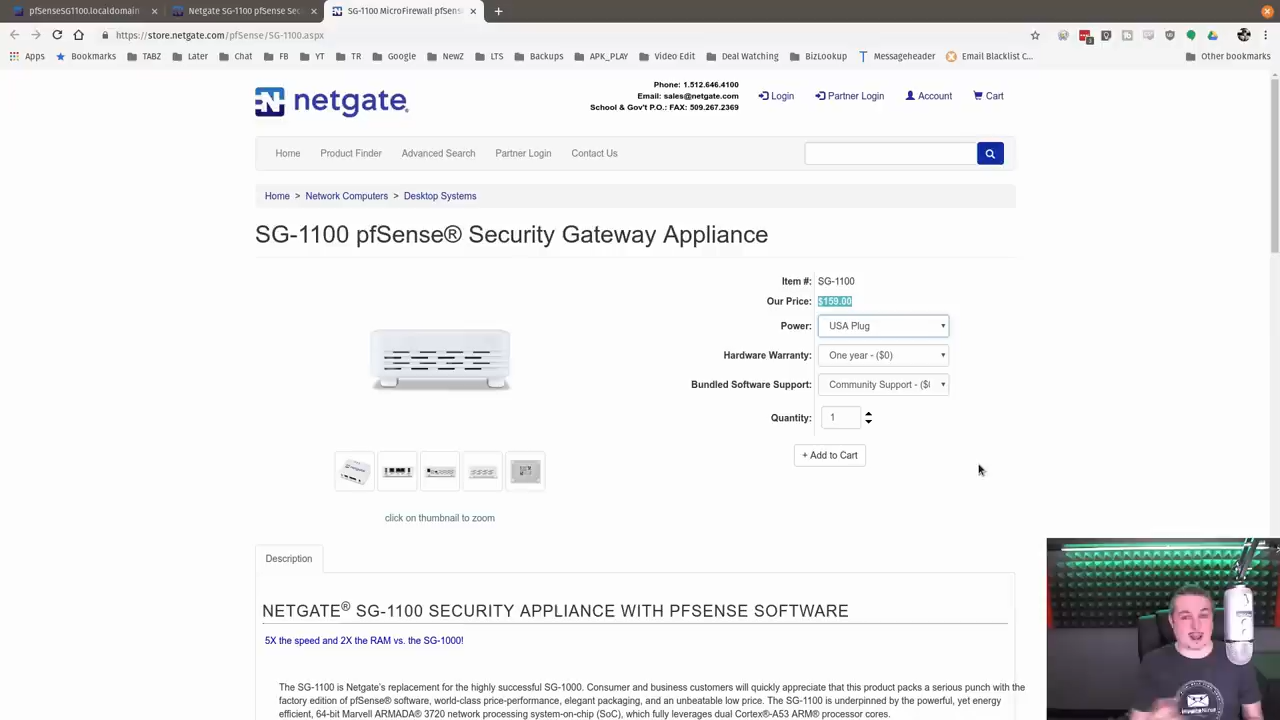 pfSenseSG1100.localdomain
Netgate SG-1100 pfSense Sec
SG-1100 MicroFirewall pfSens
https://store.netgate.com/pfSense/SG-1100.aspx
Apps Bookmarks TABZ Later Chat FB YT TR Google NewZ LTS Backups APK_PLAY Video Edit Deal Watching BizLookup Messageheader Email Blacklist C... Other bookmarks
netgate
Phone: 1.512.646.4100
Email: sales@netgate.com
School & Gov't P.O.: FAX: 509.267.2369
Login Partner Login Account Cart
Home Product Finder Advanced Search Partner Login Contact Us
Home > Network Computers > Desktop Systems
SG-1100 pfSense® Security Gateway Appliance
Item #: SG-1100
Our Price: $159.00
Power: USA Plug
Hardware Warranty: One year - ($0)
Bundled Software Support: Community Support - ($(
Quantity: 1
+ Add to Cart
click on thumbnail to zoom
Description
NETGATE® SG-1100 SECURITY APPLIANCE WITH PFSENSE SOFTWARE
5X the speed and 2X the RAM vs. the SG-1000!
The SG-1100 is Netgate's replacement for the highly successful SG-1000. Consumer and business customers will quickly appreciate that this product packs a serious punch with the
factory edition of pfSense® software, world-class price-performance, elegant packaging, and an unbeatable low price. The SG-1100 is underpinned by the powerful, yet energy
efficient, 64-bit Marvell ARMADA® 3720 network processing system-on-chip (SoC), which fully leverages dual Cortex®-A53 ARM® processor cores.